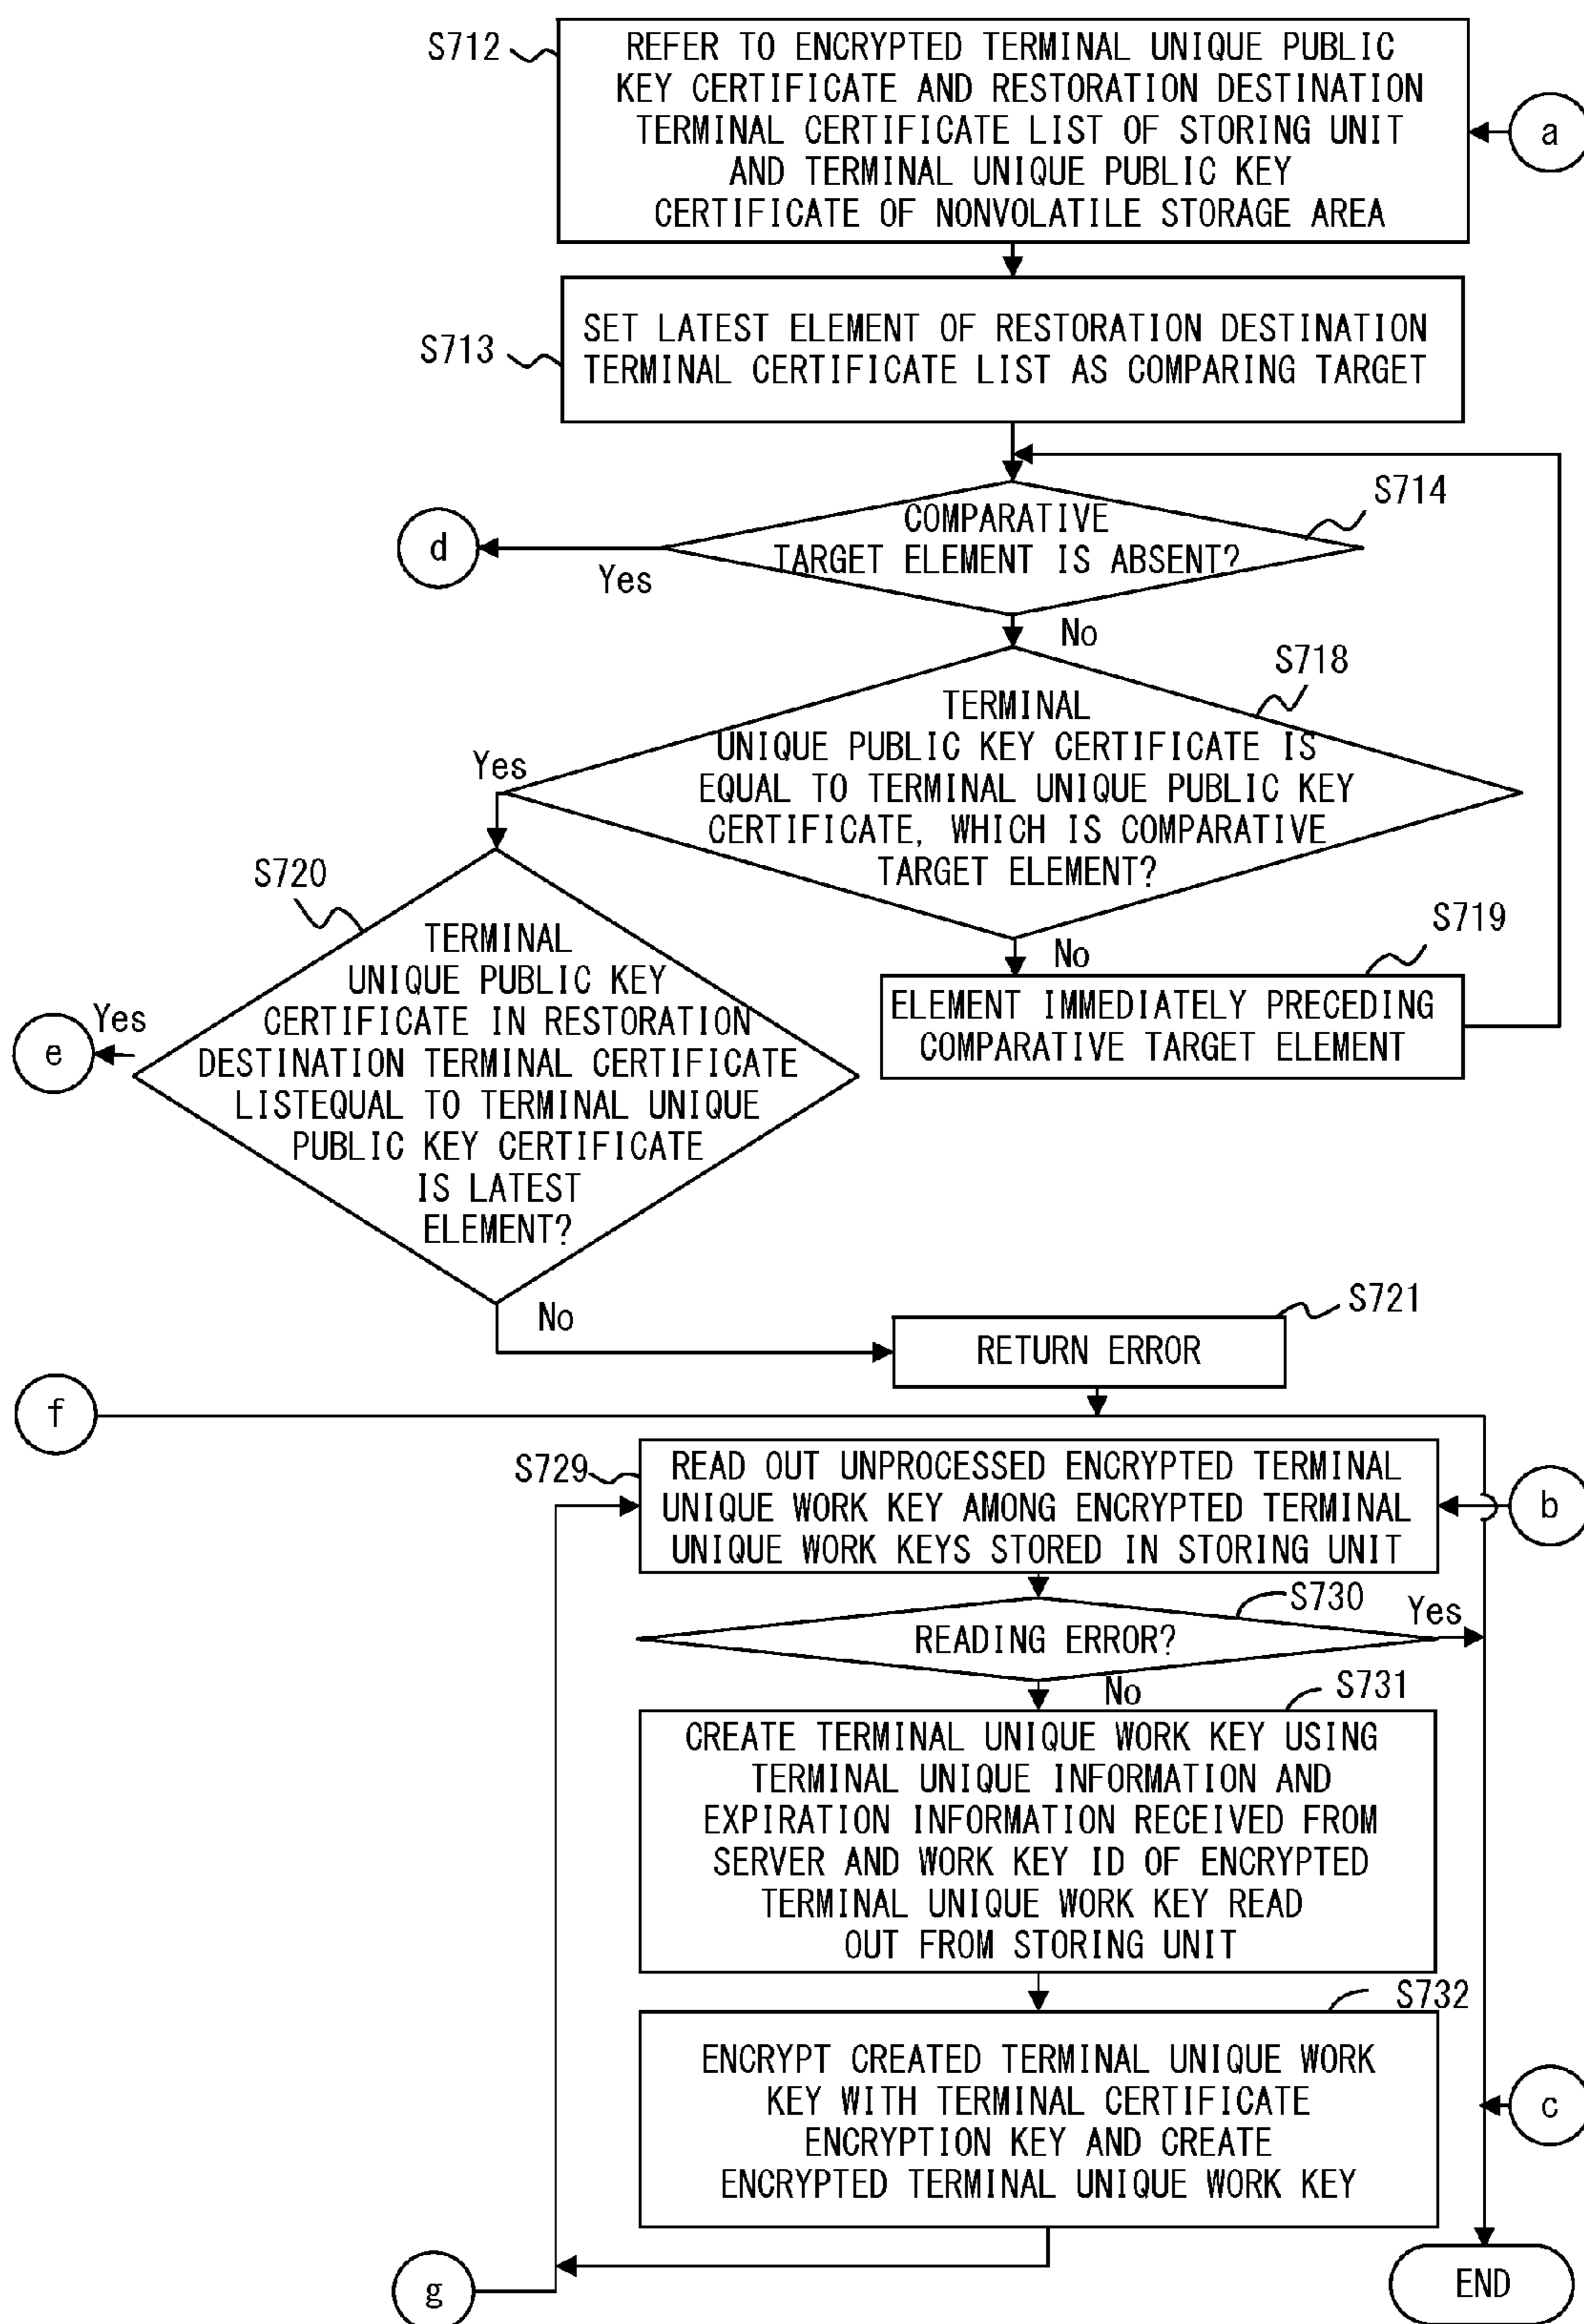 S712
REFER TO ENCRYPTED TERMINAL UNIQUE PUBLIC
KEY CERTIFICATE AND RESTORATION DESTINATION
TERMINAL CERTIFICATE LIST OF STORING UNIT
AND TERMINAL UNIQUE PUBLIC KEY
CERTIFICATE OF NONVOLATILE STORAGE AREA
a
S713
SET LATEST ELEMENT OF RESTORATION DESTINATION
TERMINAL CERTIFICATE LIST AS COMPARING TARGET
S714
COMPARATIVE
TARGET ELEMENT IS ABSENT?
d
Yes
No
S718
TERMINAL
UNIQUE PUBLIC KEY CERTIFICATE IS
EQUAL TO TERMINAL UNIQUE PUBLIC KEY
CERTIFICATE, WHICH IS COMPARATIVE
TARGET ELEMENT?
Yes
No
S719
ELEMENT IMMEDIATELY PRECEDING
COMPARATIVE TARGET ELEMENT
S720
TERMINAL
UNIQUE PUBLIC KEY
CERTIFICATE IN RESTORATION
DESTINATION TERMINAL CERTIFICATE
LISTEQUAL TO TERMINAL UNIQUE
PUBLIC KEY CERTIFICATE
IS LATEST
ELEMENT?
Yes
e
No
S721
RETURN ERROR
f
S729
READ OUT UNPROCESSED ENCRYPTED TERMINAL
UNIQUE WORK KEY AMONG ENCRYPTED TERMINAL
UNIQUE WORK KEYS STORED IN STORING UNIT
b
S730
READING ERROR?
Yes
No
S731
CREATE TERMINAL UNIQUE WORK KEY USING
TERMINAL UNIQUE INFORMATION AND
EXPIRATION INFORMATION RECEIVED FROM
SERVER AND WORK KEY ID OF ENCRYPTED
TERMINAL UNIQUE WORK KEY READ
OUT FROM STORING UNIT
S732
ENCRYPT CREATED TERMINAL UNIQUE WORK
KEY WITH TERMINAL CERTIFICATE
ENCRYPTION KEY AND CREATE
ENCRYPTED TERMINAL UNIQUE WORK KEY
c
g
END